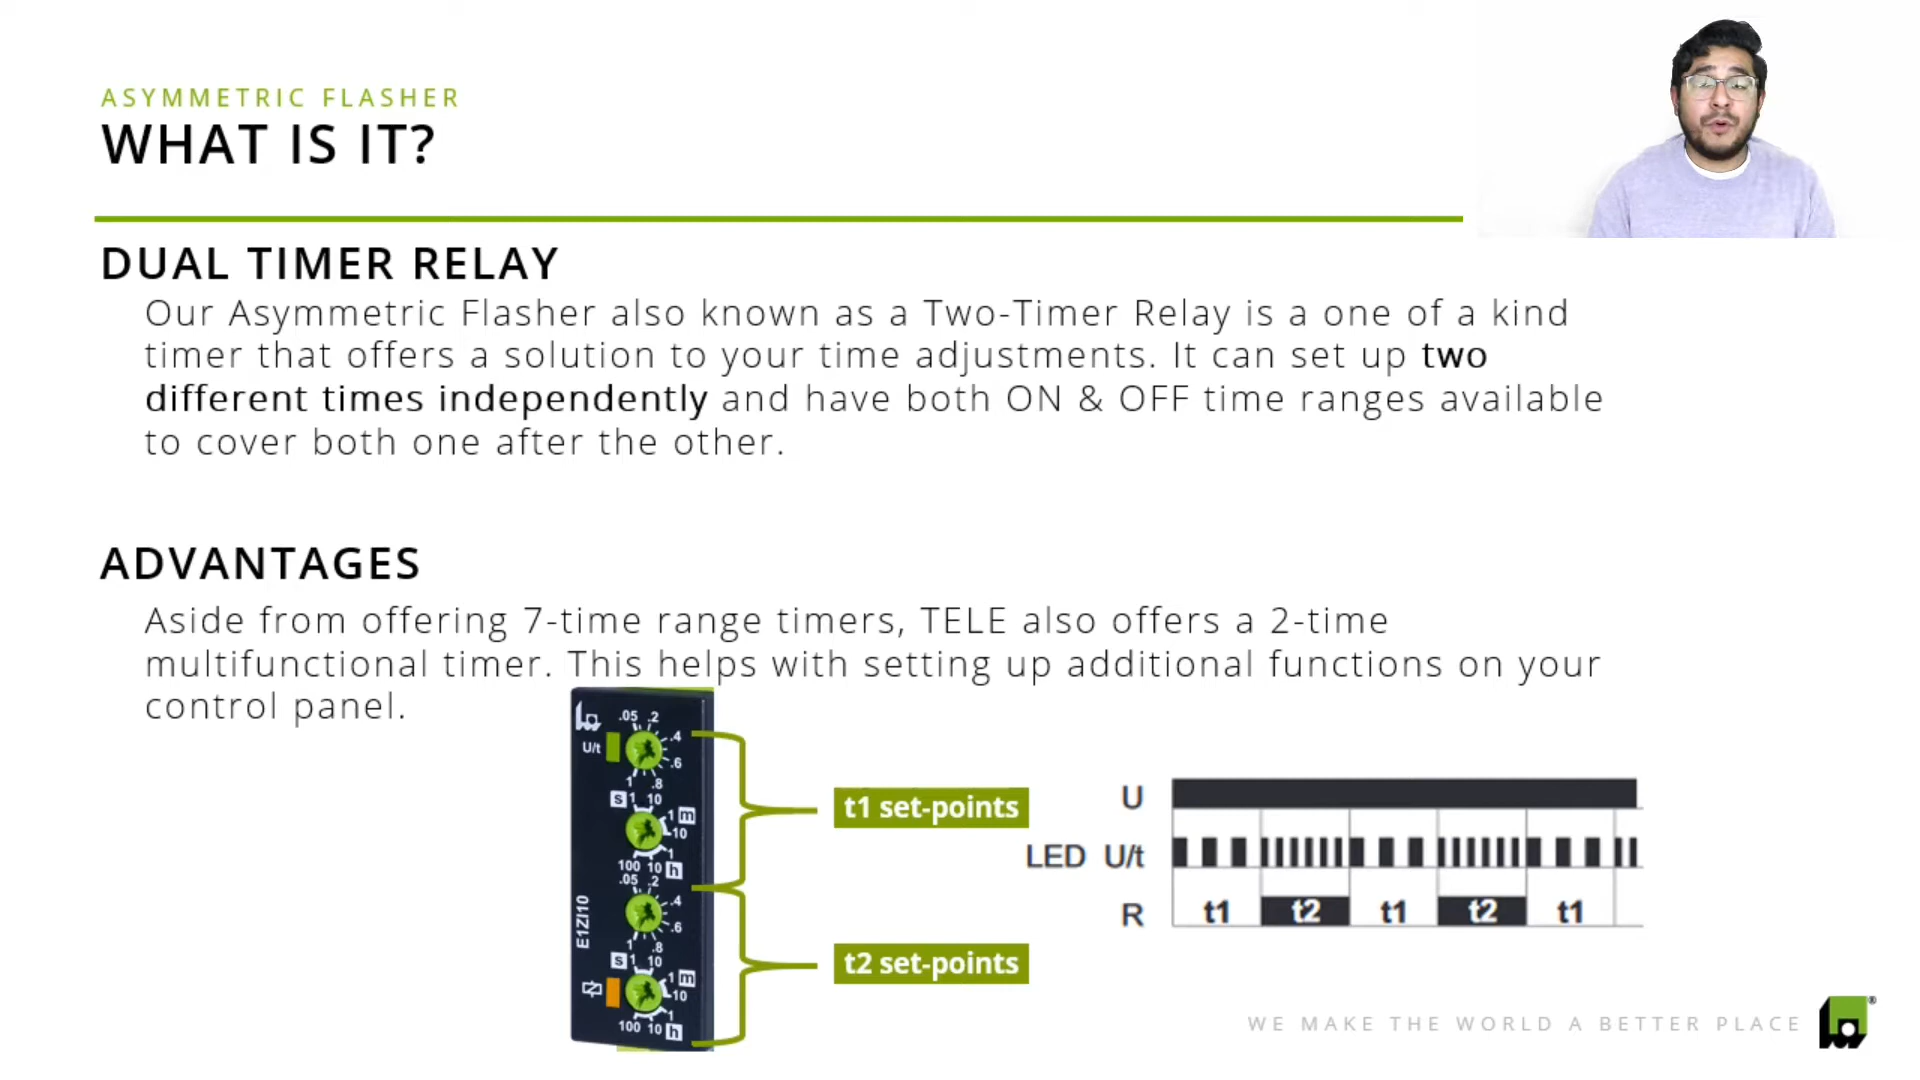 ASYMMETRIC FLASHER
WHAT IS IT?
DUAL TIMER RELAY
Our Asymmetric Flasher also known as a Two-Timer Relay is a one of a kind
timer that offers a solution to your time adjustments. It can set up two
different times independently and have both ON & OFF time ranges available
to cover both one after the other.
ADVANTAGES
Aside from offering 7-time range timers, TELE also offers a 2-time
multifunctional timer. This helps with setting up additional functions on your
control panel.
.05 .2
.4
U/t
.6
1 .8
s 1 10
1 m
10
1
100 10 h
.05 .2
.4
.6
E1ZI10
1 .8
s 1 10
1 m
10
1
100 10 h
t1 set-points
t2 set-points
U
LED U/t
R t1 t2 t1 t2 t1
WE MAKE THE WORLD A BETTER PLACE
®